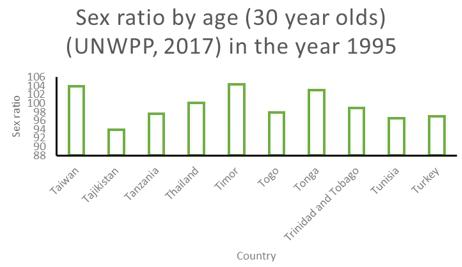 Sex ratio by age (30 year olds)
(UNWPP, 2017) in the year 1995
Sex ratio
106
104
102
100
98
96
94
92
90
88
Taiwan
Tajikistan
Tanzania
Thailand
Timor
Togo
Tonga
Trinidad and Tobago
Tunisia
Turkey
Country